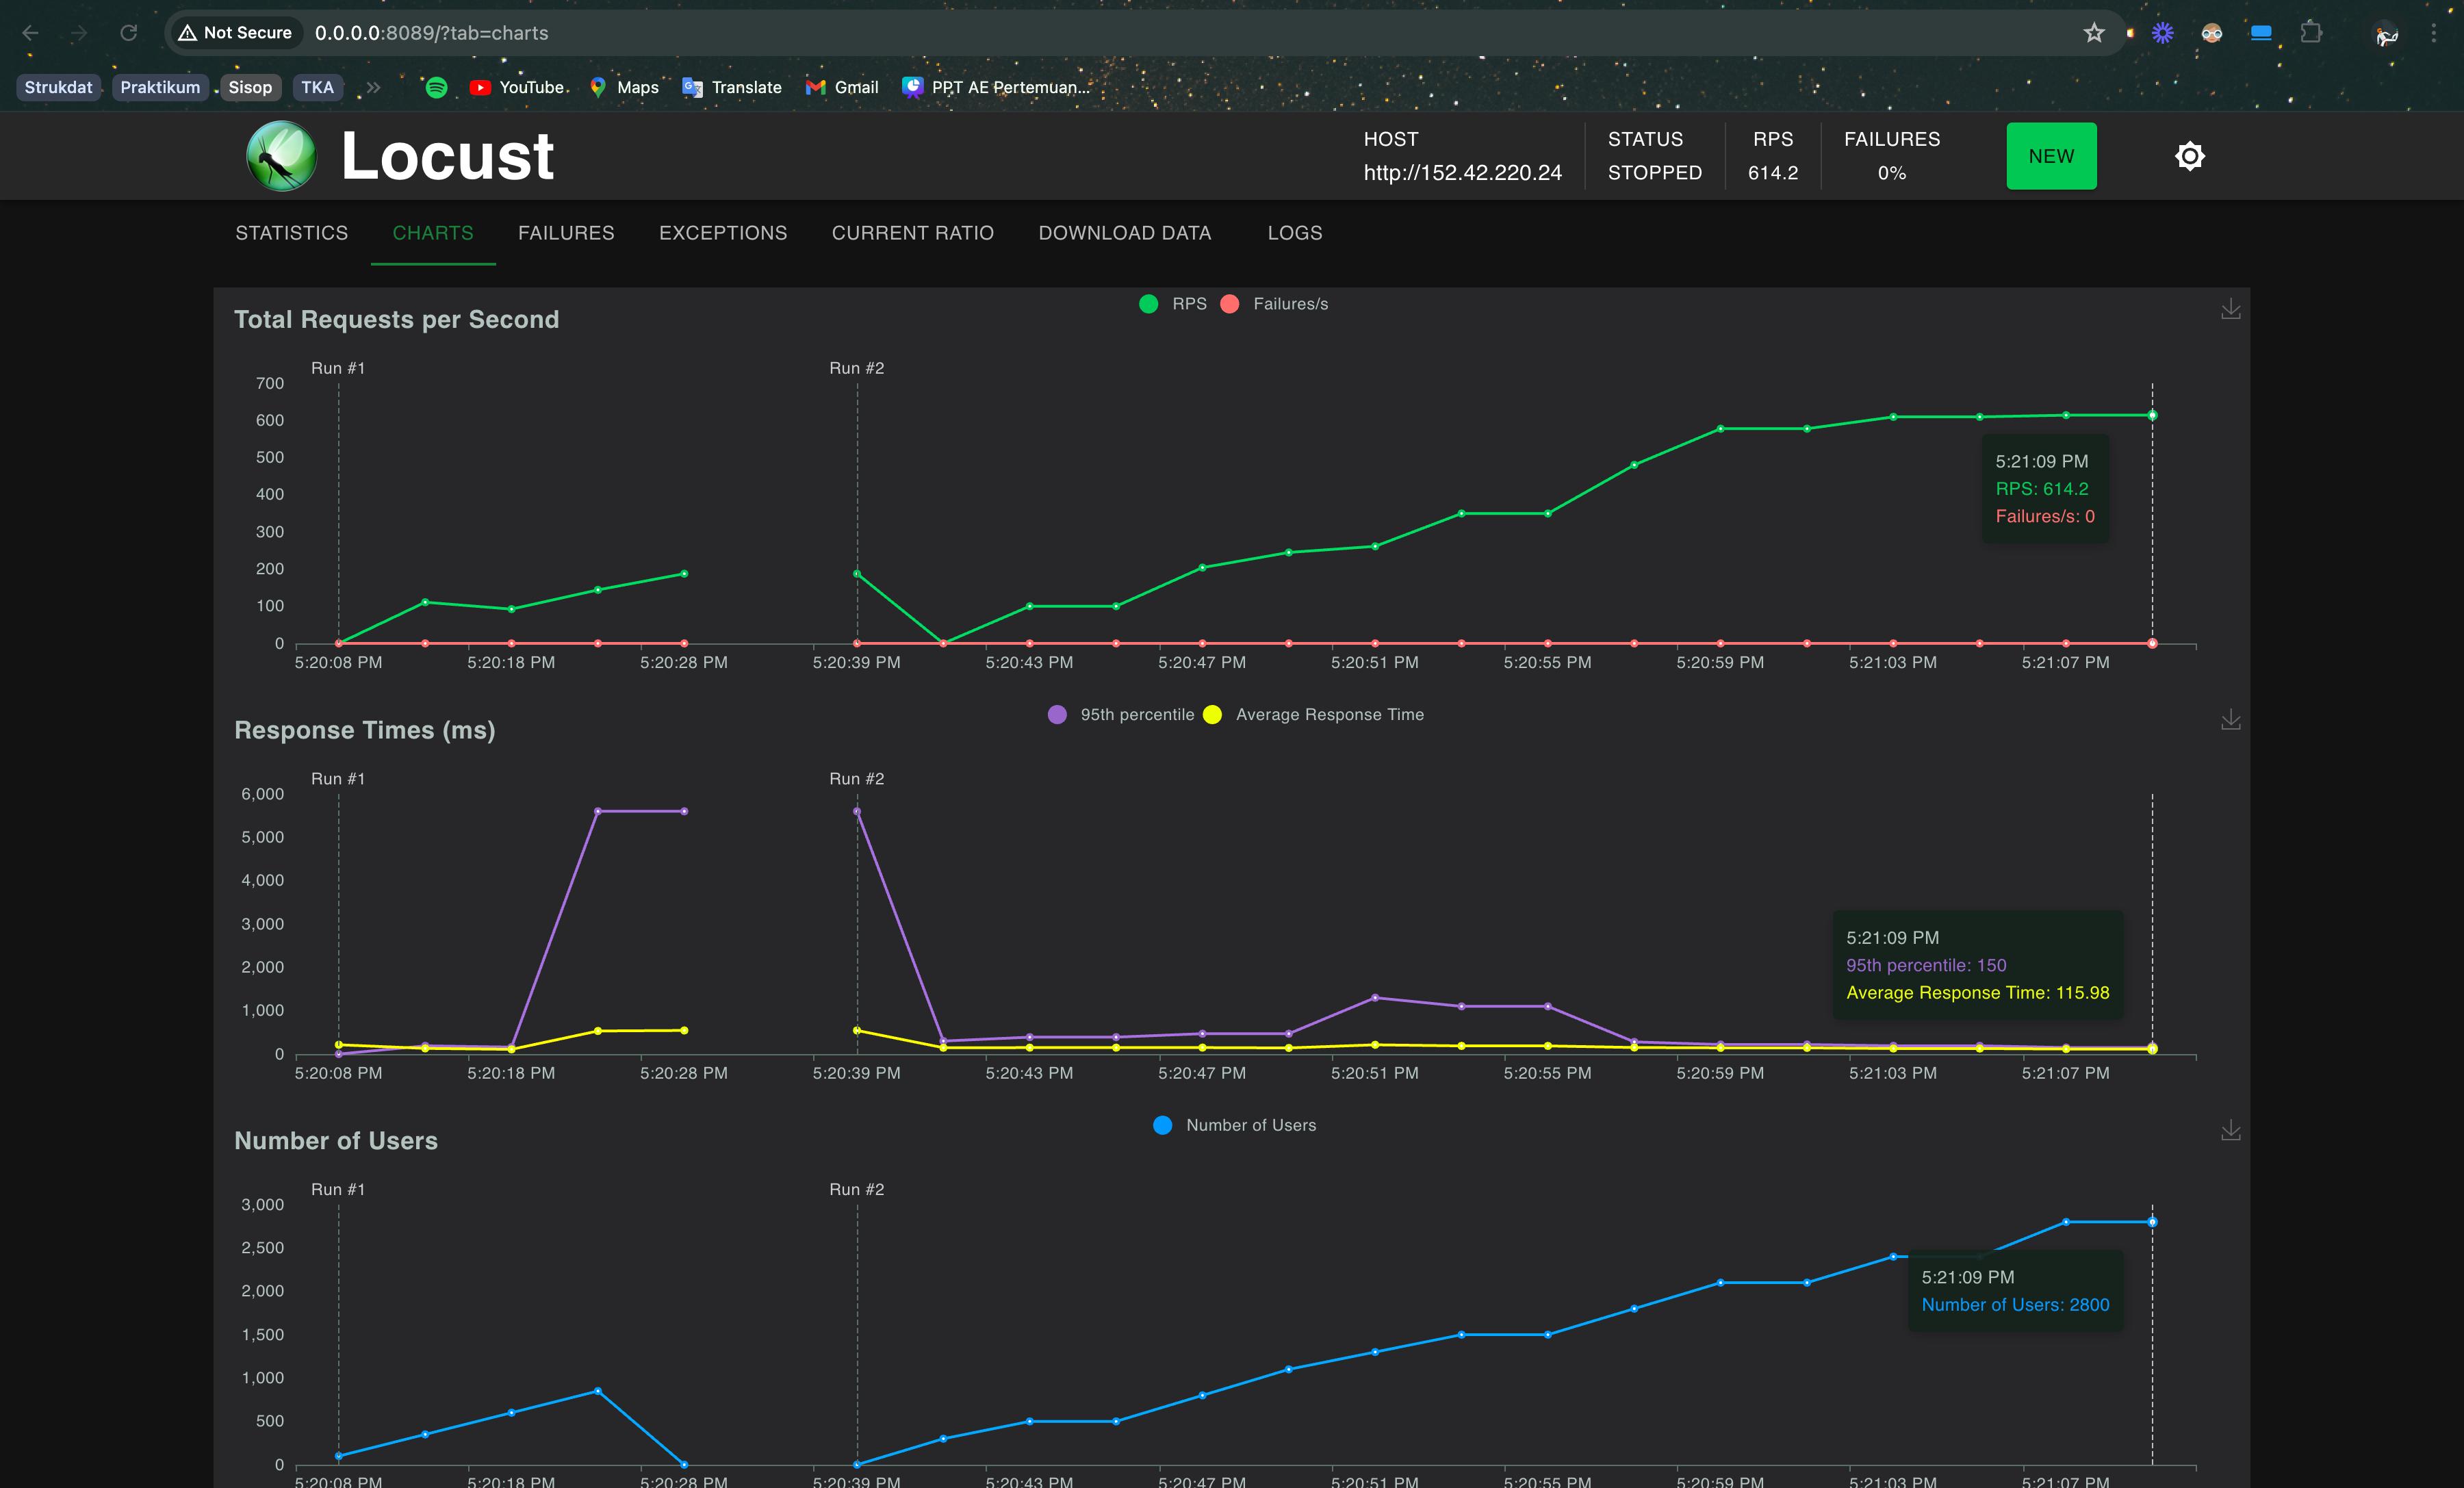 Not Secure 0.0.0.0:8089/?tab=charts
Strukdat Praktikum Sisop TKA » YouTube Maps Translate Gmail PPT AE Pertemuan...
Locust
HOST
http://152.42.220.24
STATUS
STOPPED
RPS
614.2
FAILURES
0%
NEW
STATISTICS CHARTS FAILURES EXCEPTIONS CURRENT RATIO DOWNLOAD DATA LOGS
Total Requests per Second
RPS Failures/s
Run #1 Run #2
700
600
500
400
300
200
100
0
5:21:09 PM
RPS: 614.2
Failures/s: 0
5:20:08 PM 5:20:18 PM 5:20:28 PM 5:20:39 PM 5:20:43 PM 5:20:47 PM 5:20:51 PM 5:20:55 PM 5:20:59 PM 5:21:03 PM 5:21:07 PM
Response Times (ms)
95th percentile Average Response Time
Run #1 Run #2
6,000
5,000
4,000
3,000
2,000
1,000
0
5:21:09 PM
95th percentile: 150
Average Response Time: 115.98
5:20:08 PM 5:20:18 PM 5:20:28 PM 5:20:39 PM 5:20:43 PM 5:20:47 PM 5:20:51 PM 5:20:55 PM 5:20:59 PM 5:21:03 PM 5:21:07 PM
Number of Users
Number of Users
Run #1 Run #2
3,000
2,500
2,000
1,500
1,000
500
0
5:21:09 PM
Number of Users: 2800
5:20:08 PM 5:20:18 PM 5:20:28 PM 5:20:39 PM 5:20:43 PM 5:20:47 PM 5:20:51 PM 5:20:55 PM 5:20:59 PM 5:21:03 PM 5:21:07 PM